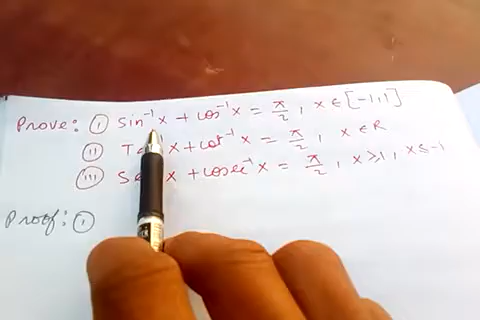 Prove: (i) sin⁻¹x + cos⁻¹x = π/2, x ∈ [-1,1]
(ii) x + cot⁻¹x = π/2, x ∈ R
(iii) x + cosec⁻¹x = π/2, x ≥ 1, x ≤ -1
Proof: (i)